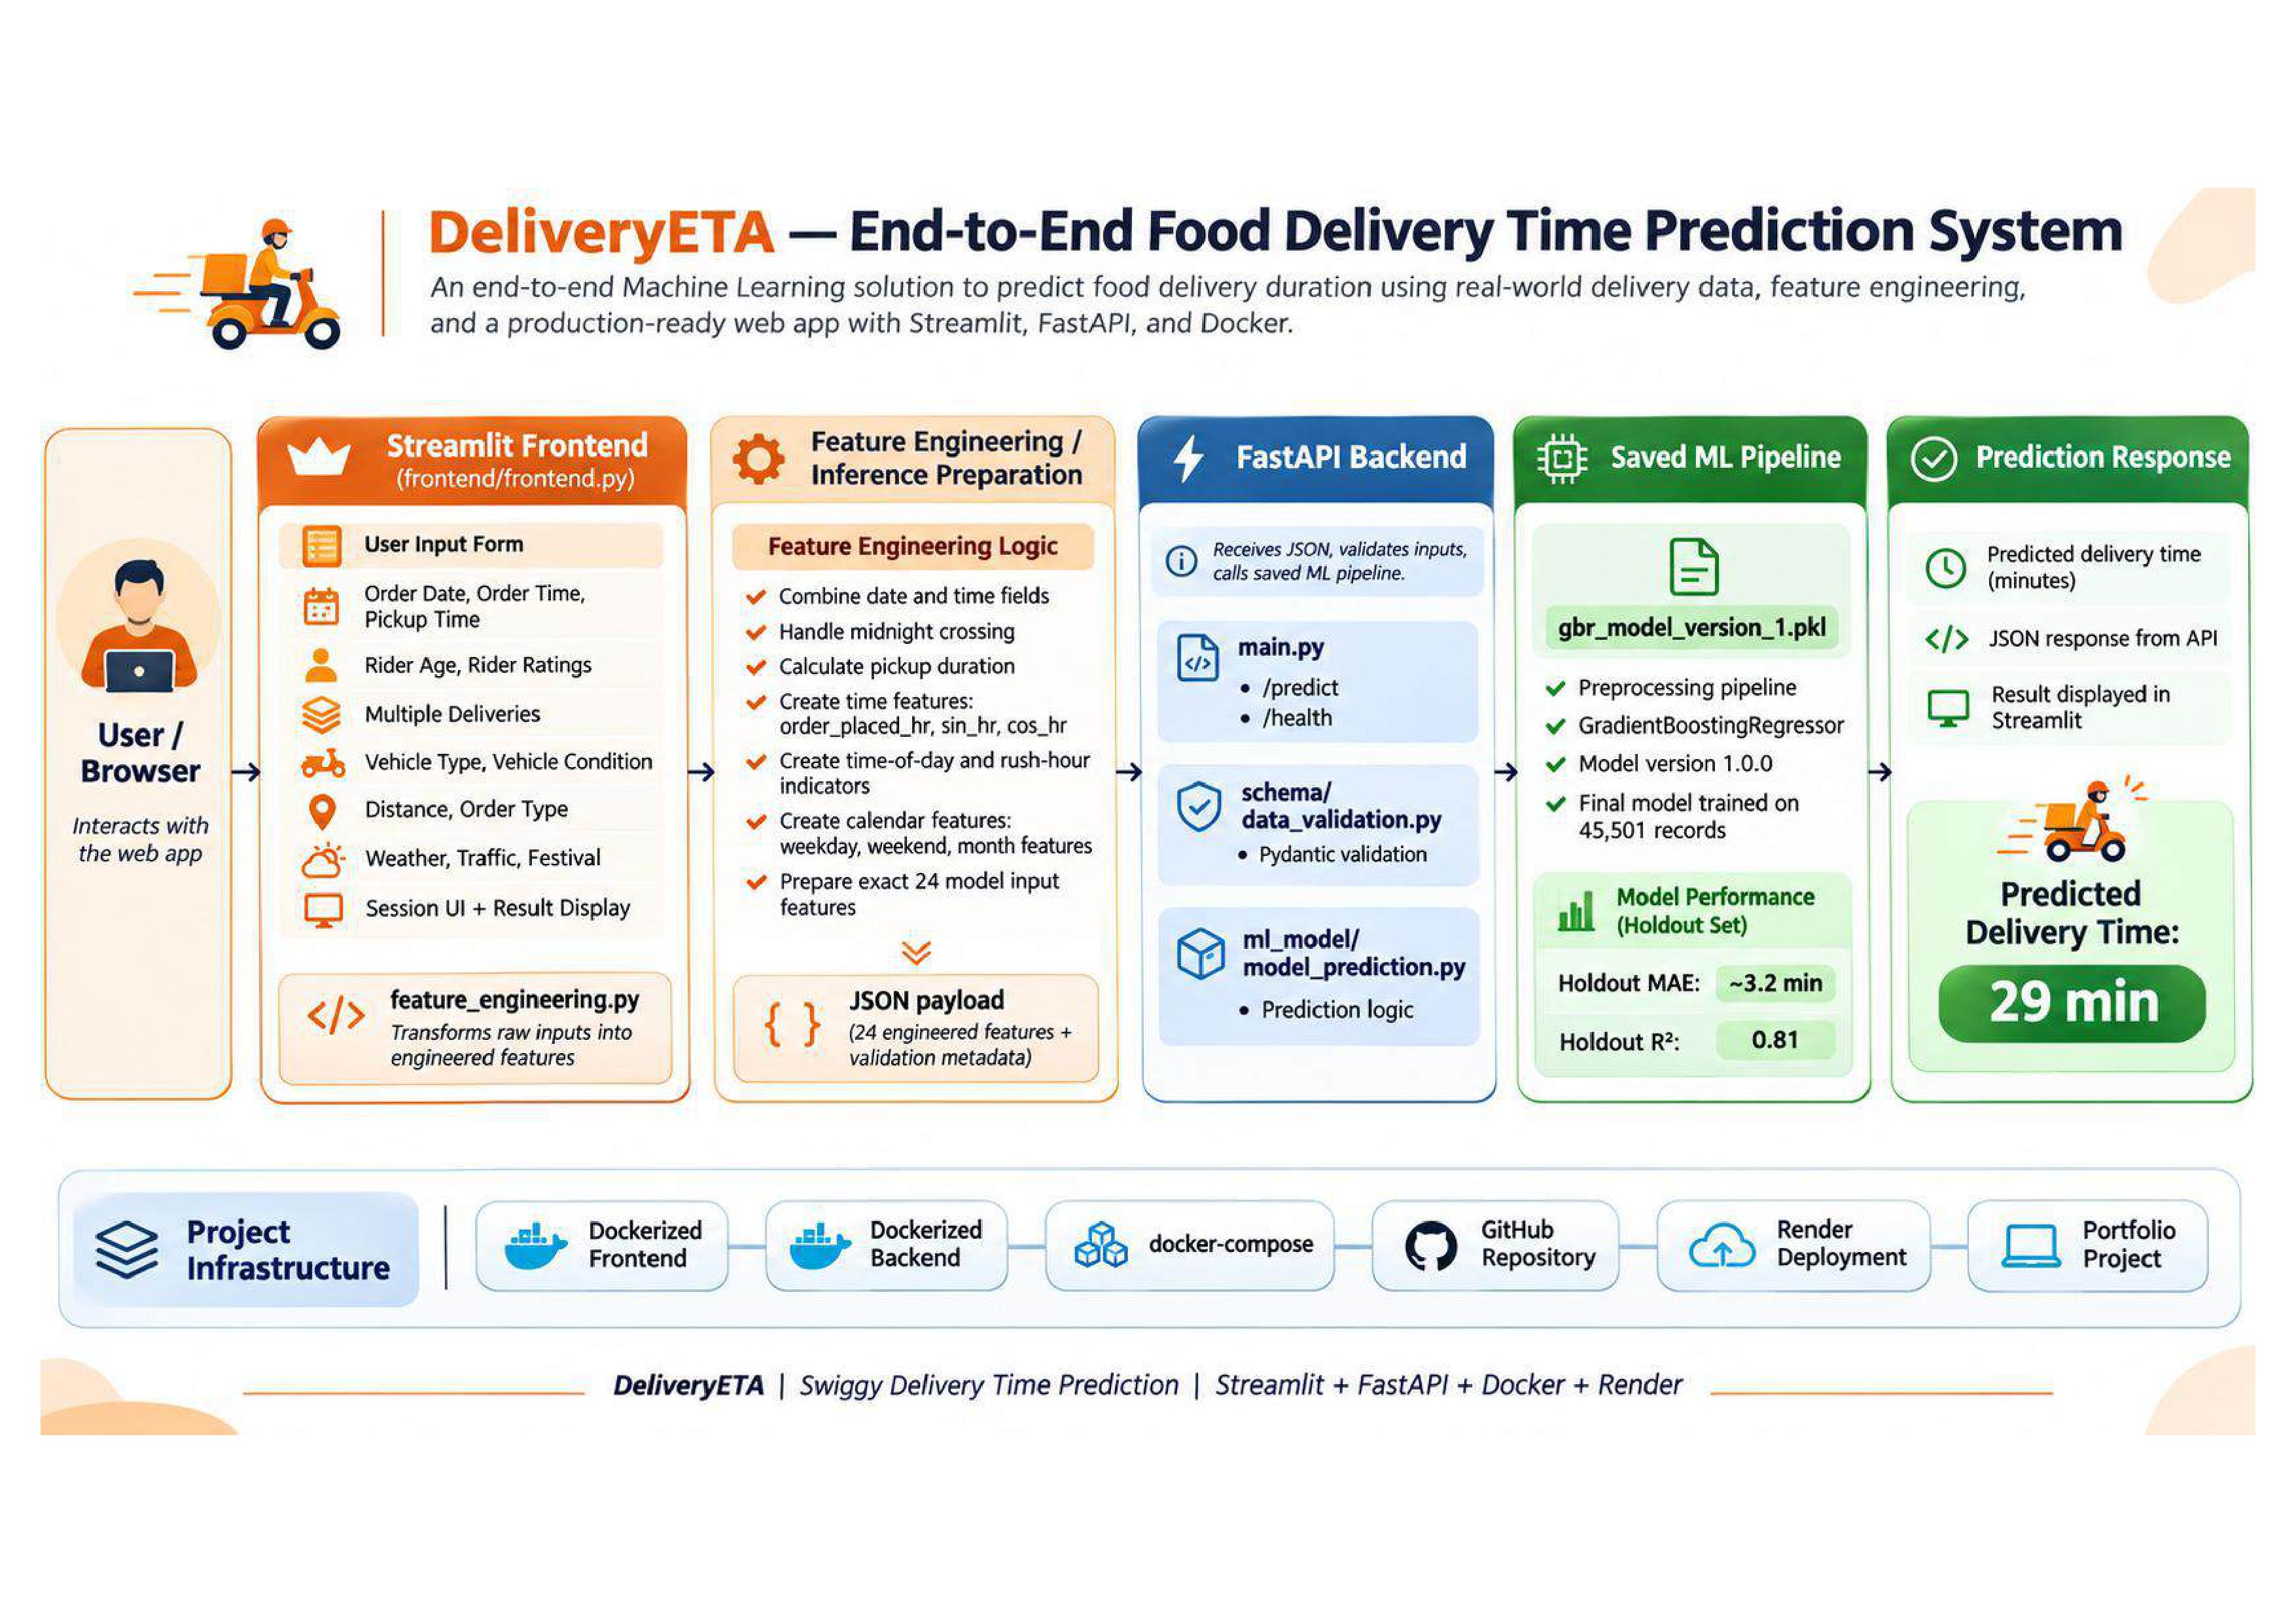 DeliveryETA — End-to-End Food Delivery Time Prediction System
An end-to-end Machine Learning solution to predict food delivery duration using real-world delivery data, feature engineering,
and a production-ready web app with Streamlit, FastAPI, and Docker.
User /
Browser
Interacts with
the web app
Streamlit Frontend
(frontend/frontend.py)
User Input Form
Order Date, Order Time,
Pickup Time
Rider Age, Rider Ratings
Multiple Deliveries
Vehicle Type, Vehicle Condition
Distance, Order Type
Weather, Traffic, Festival
Session UI + Result Display
</>
feature_engineering.py
Transforms raw inputs into
engineered features
Feature Engineering /
Inference Preparation
Feature Engineering Logic
Combine date and time fields
Handle midnight crossing
Calculate pickup duration
Create time features:
order_placed_hr, sin_hr, cos_hr
Create time-of-day and rush-hour
indicators
Create calendar features:
weekday, weekend, month features
Prepare exact 24 model input
features
{ }
JSON payload
(24 engineered features +
validation metadata)
FastAPI Backend
Receives JSON, validates inputs,
calls saved ML pipeline.
</>
main.py
• /predict
• /health
schema/
data_validation.py
• Pydantic validation
ml_model/
model_prediction.py
• Prediction logic
Saved ML Pipeline
gbr_model_version_1.pkl
Preprocessing pipeline
GradientBoostingRegressor
Model version 1.0.0
Final model trained on
45,501 records
Model Performance
(Holdout Set)
Holdout MAE: ~3.2 min
Holdout R²: 0.81
Prediction Response
Predicted delivery time
(minutes)
</> JSON response from API
Result displayed in
Streamlit
Predicted
Delivery Time:
29 min
Project
Infrastructure
Dockerized
Frontend
Dockerized
Backend
docker-compose
GitHub
Repository
Render
Deployment
Portfolio
Project
DeliveryETA | Swiggy Delivery Time Prediction | Streamlit + FastAPI + Docker + Render